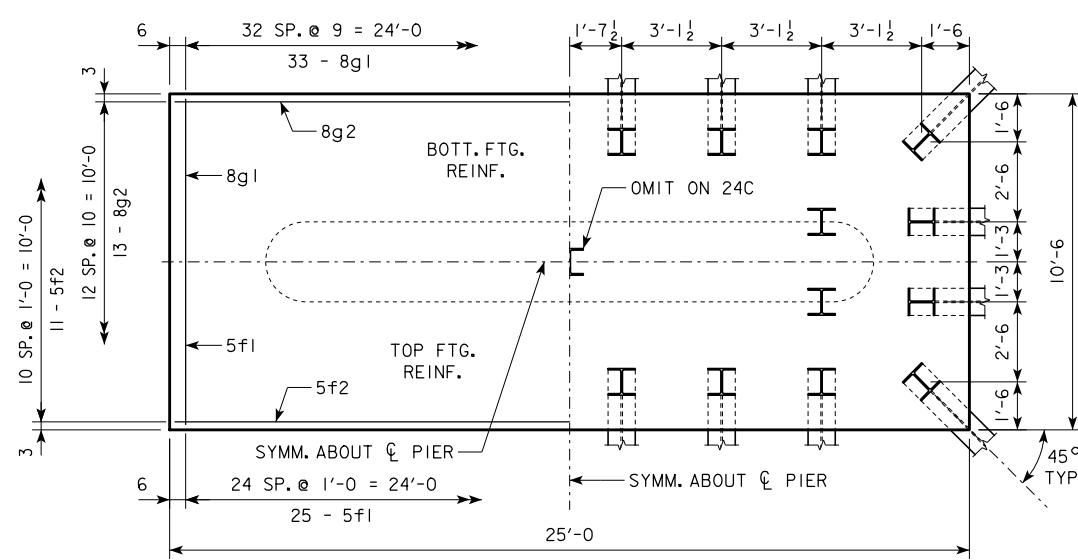 6
32 SP. @ 9 = 24'-0
33 - 8g1
1'-7½
3'-1½
3'-1½
3'-1½
1'-6
3
8g2
BOTT. FTG.
REINF.
8g1
OMIT ON 24C
12 SP. @ 10 = 10'-0
13 - 8g2
10 SP. @ 1'-0 = 10'-0
11 - 5f2
1'-6
2'-6
1'-3
1'-3
2'-6
1'-6
10'-6
5f1
TOP FTG.
REINF.
5f2
3
SYMM. ABOUT ℄ PIER
SYMM. ABOUT ℄ PIER
45°
TYP
6
24 SP. @ 1'-0 = 24'-0
25 - 5f1
25'-0